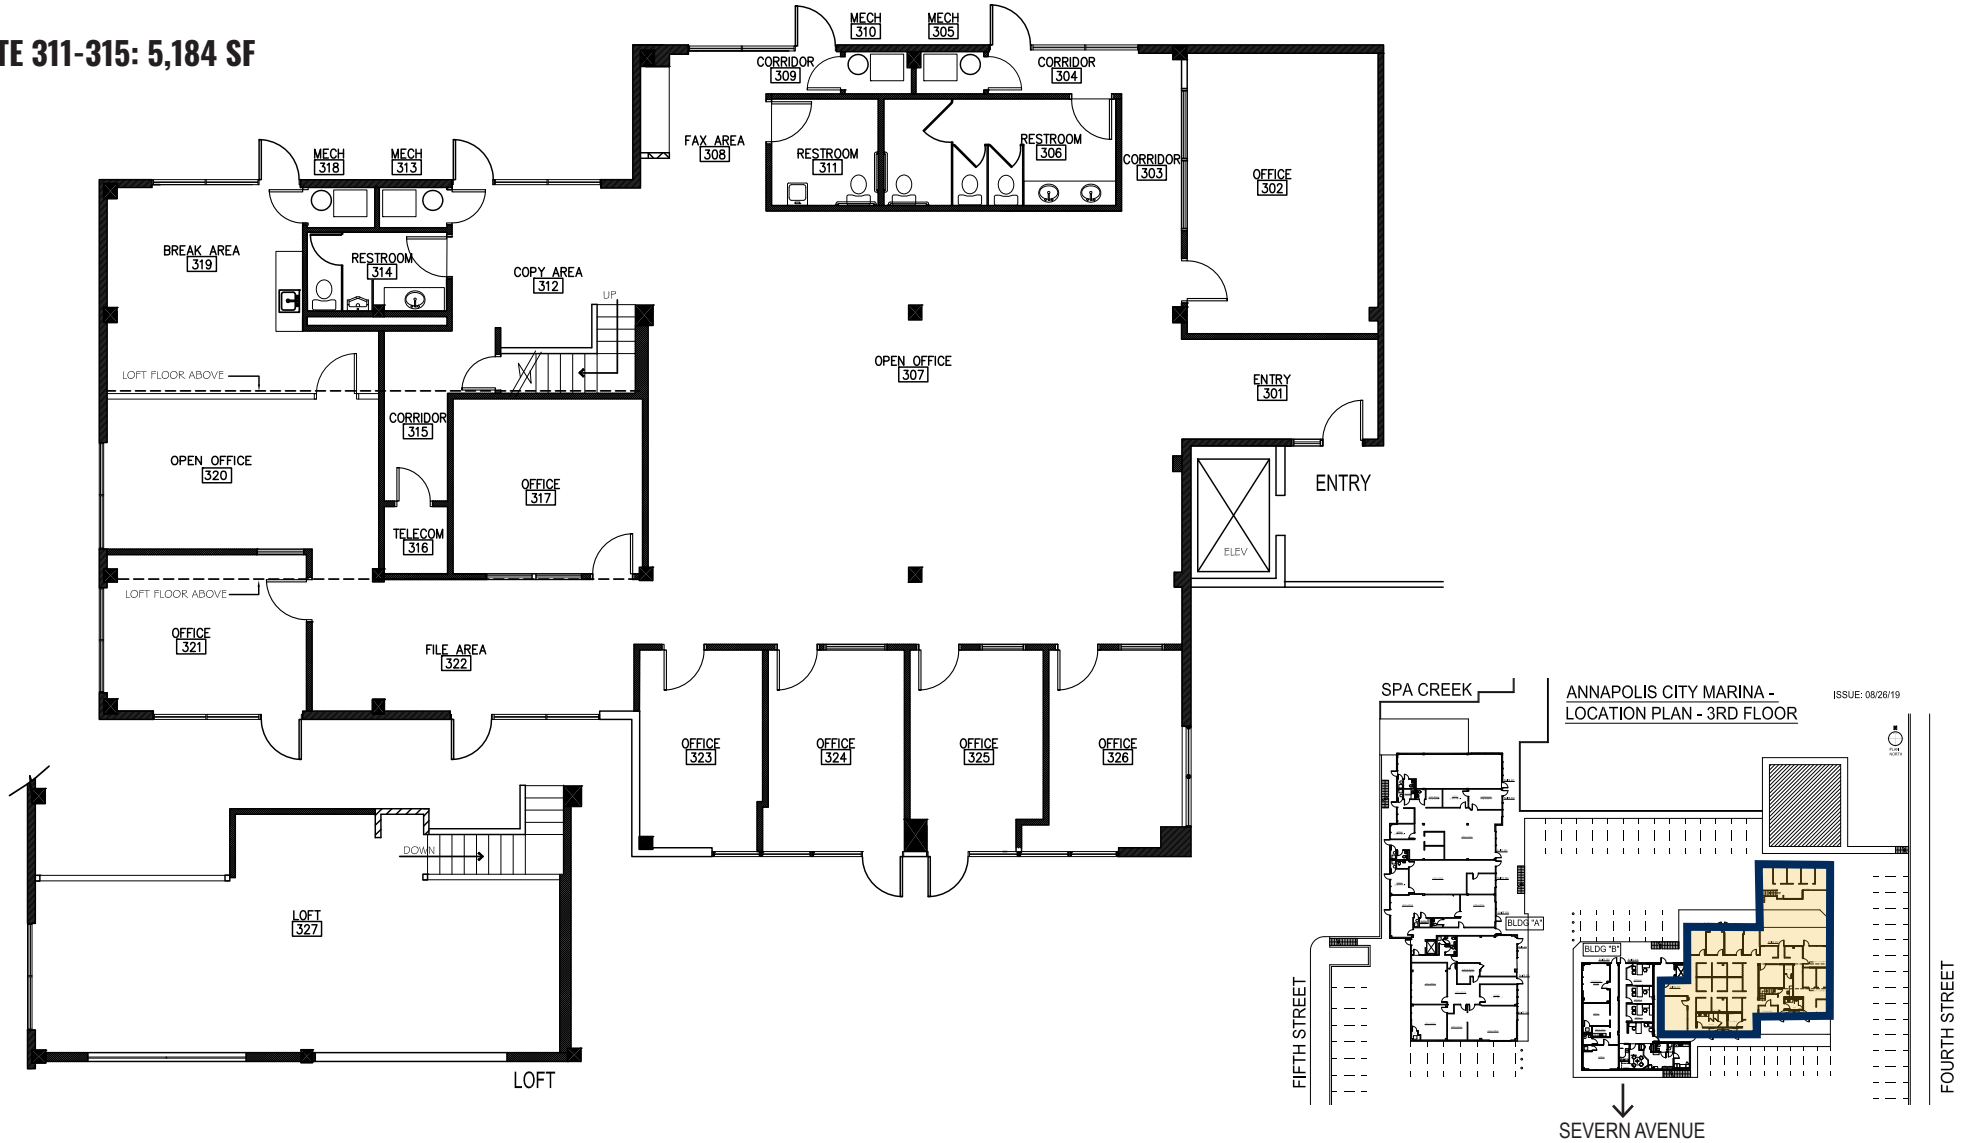 TE 311-315: 5,184 SF
MECH
310
MECH
305
CORRIDOR
309
CORRIDOR
304
FAX AREA
308
RESTROOM
311
RESTROOM
306
CORRIDOR
303
OFFICE
302
MECH
318
MECH
313
BREAK AREA
319
RESTROOM
314
COPY AREA
312
UP
OPEN OFFICE
307
ENTRY
301
LOFT FLOOR ABOVE
CORRIDOR
315
OPEN OFFICE
320
OFFICE
317
TELECOM
316
ENTRY
ELEV
LOFT FLOOR ABOVE
OFFICE
321
FILE AREA
322
OFFICE
323
OFFICE
324
OFFICE
325
OFFICE
326
DOWN
LOFT
327
LOFT
SPA CREEK
ANNAPOLIS CITY MARINA -
LOCATION PLAN - 3RD FLOOR
ISSUE: 08/26/19
PLAN
NORTH
BLDG "A"
BLDG "B"
FIFTH STREET
FOURTH STREET
SEVERN AVENUE